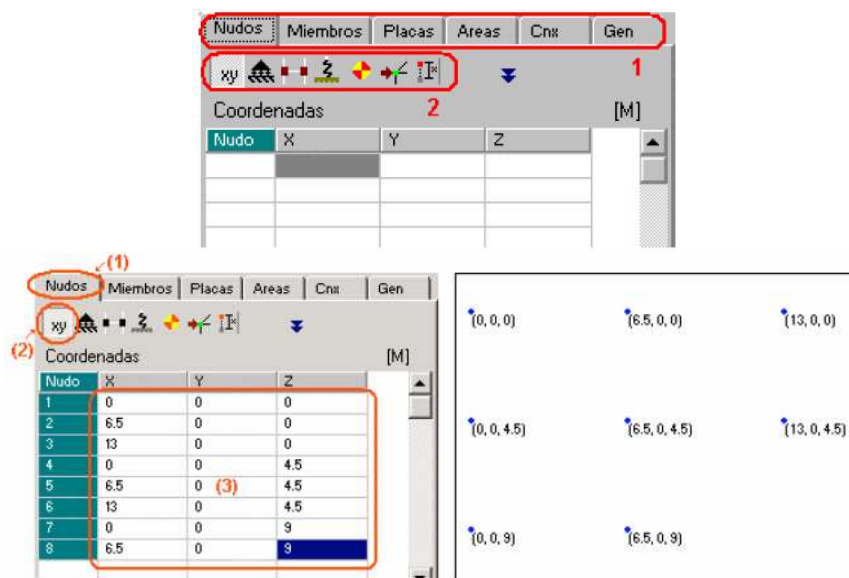 Nudos Miembros Placas Areas Cnx Gen
xy 1
Coordenadas 2 [M]
Nudo X Y Z
(1)
Nudos Miembros Placas Areas Cnx Gen
xy
(2)
Coordenadas [M]
Nudo X Y Z
1 0 0 0
2 6.5 0 0
3 13 0 0
4 0 0 4.5
5 6.5 0 (3) 4.5
6 13 0 4.5
7 0 0 9
8 6.5 0 9
(0, 0, 0) (6.5, 0, 0) (13, 0, 0)
(0, 0, 4.5) (6.5, 0, 4.5) (13, 0, 4.5)
(0, 0, 9) (6.5, 0, 9)